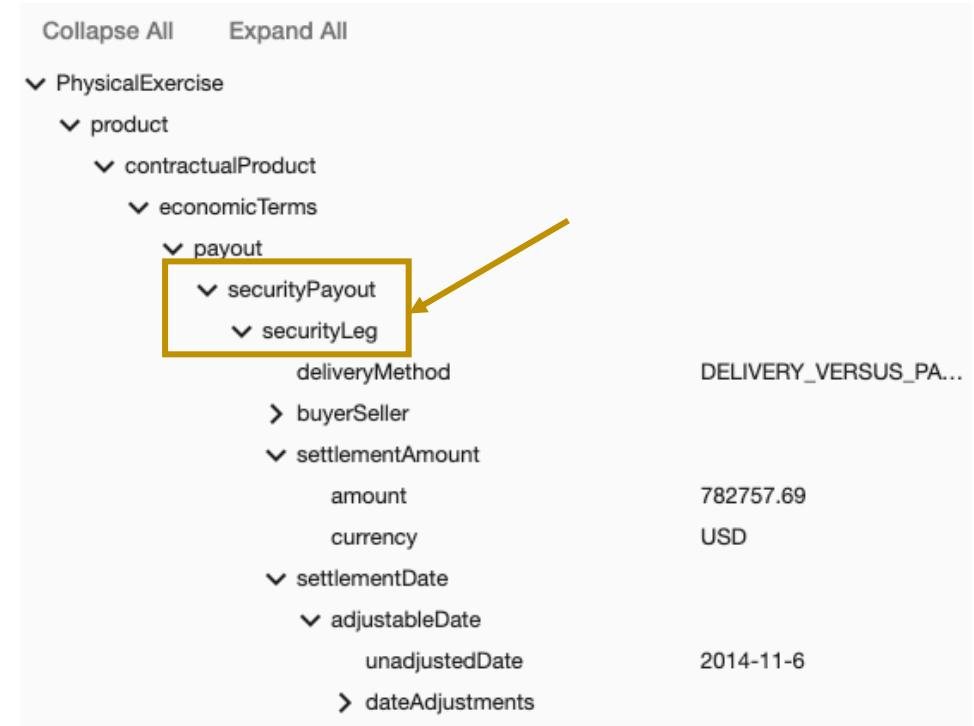 Collapse All Expand All
PhysicalExercise
product
contractualProduct
economicTerms
payout
securityPayout
securityLeg
deliveryMethod DELIVERY_VERSUS_PA...
buyerSeller
settlementAmount
amount 782757.69
currency USD
settlementDate
adjustableDate
unadjustedDate 2014-11-6
dateAdjustments